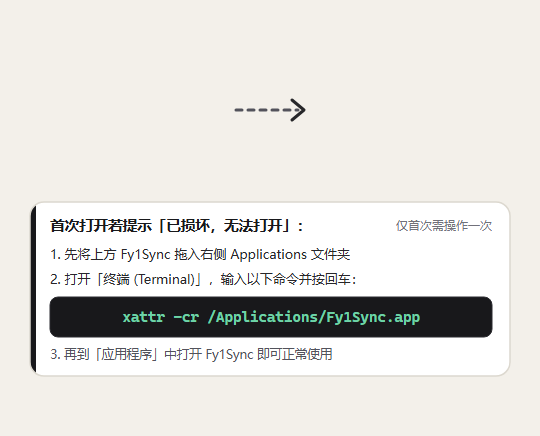 首次打开若提示「已损坏，无法打开」： 仅首次需操作一次
1. 先将上方 Fy1Sync 拖入右侧 Applications 文件夹
2. 打开「终端 (Terminal)」，输入以下命令并按回车：
xattr -cr /Applications/Fy1Sync.app
3. 再到「应用程序」中打开 Fy1Sync 即可正常使用